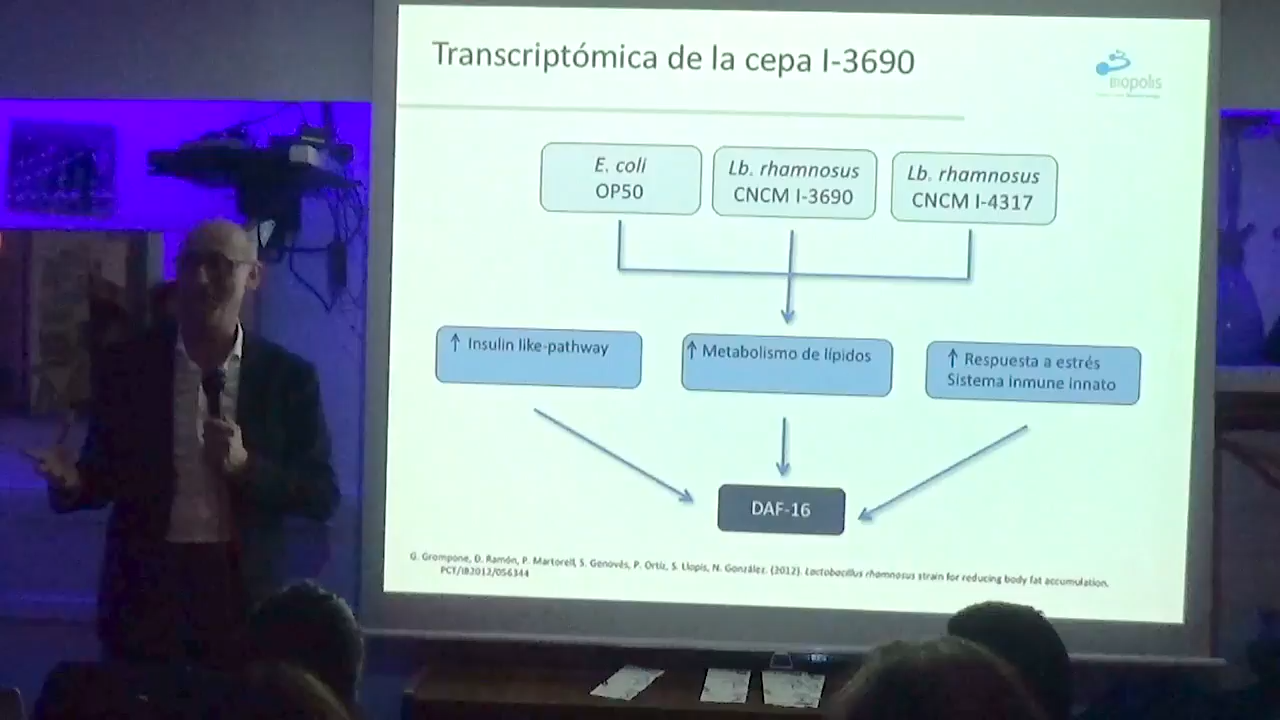 Transcriptómica de la cepa I-3690
Biopolis
E. coli
OP50
Lb. rhamnosus
CNCM I-3690
Lb. rhamnosus
CNCM I-4317
↑ Insulin like-pathway
↑ Metabolismo de lípidos
↑ Respuesta a estrés
Sistema inmune innato
DAF-16
G. Grompone, D. Ramón, P. Martorell, S. Genovés, P. Ortiz, S. Llopis, N. González. (2012). Lactobacillus rhamnosus strain for reducing body fat accumulation.
PCT/IB2012/056344